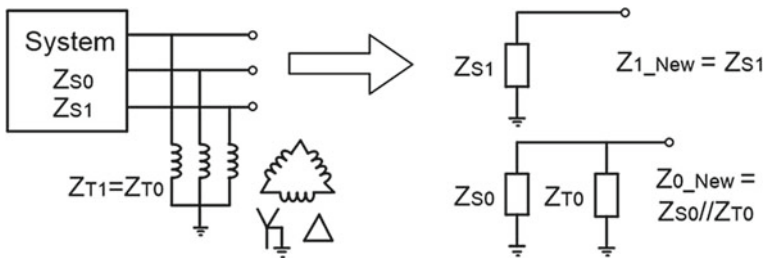 System
ZS0
ZS1
ZT1=ZT0
ZS1
Z1_New = ZS1
ZS0
ZT0
Z0_New =
ZS0//ZT0